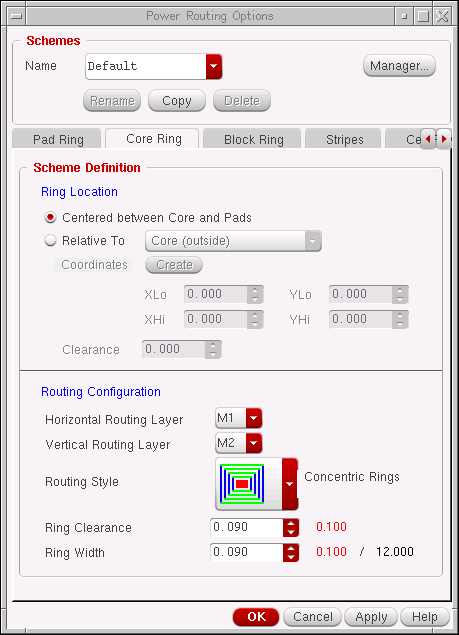 Power Routing Options
Schemes
Name Default Manager...
Rename Copy Delete
Pad Ring Core Ring Block Ring Stripes
Scheme Definition
Ring Location
Centered between Core and Pads
Relative To Core (outside)
Coordinates Create
XLo 0.000 YLo 0.000
XHi 0.000 YHi 0.000
Clearance 0.000
Routing Configuration
Horizontal Routing Layer M1
Vertical Routing Layer M2
Routing Style Concentric Rings
Ring Clearance 0.090 0.100
Ring Width 0.090 0.100 / 12.000
OK Cancel Apply Help